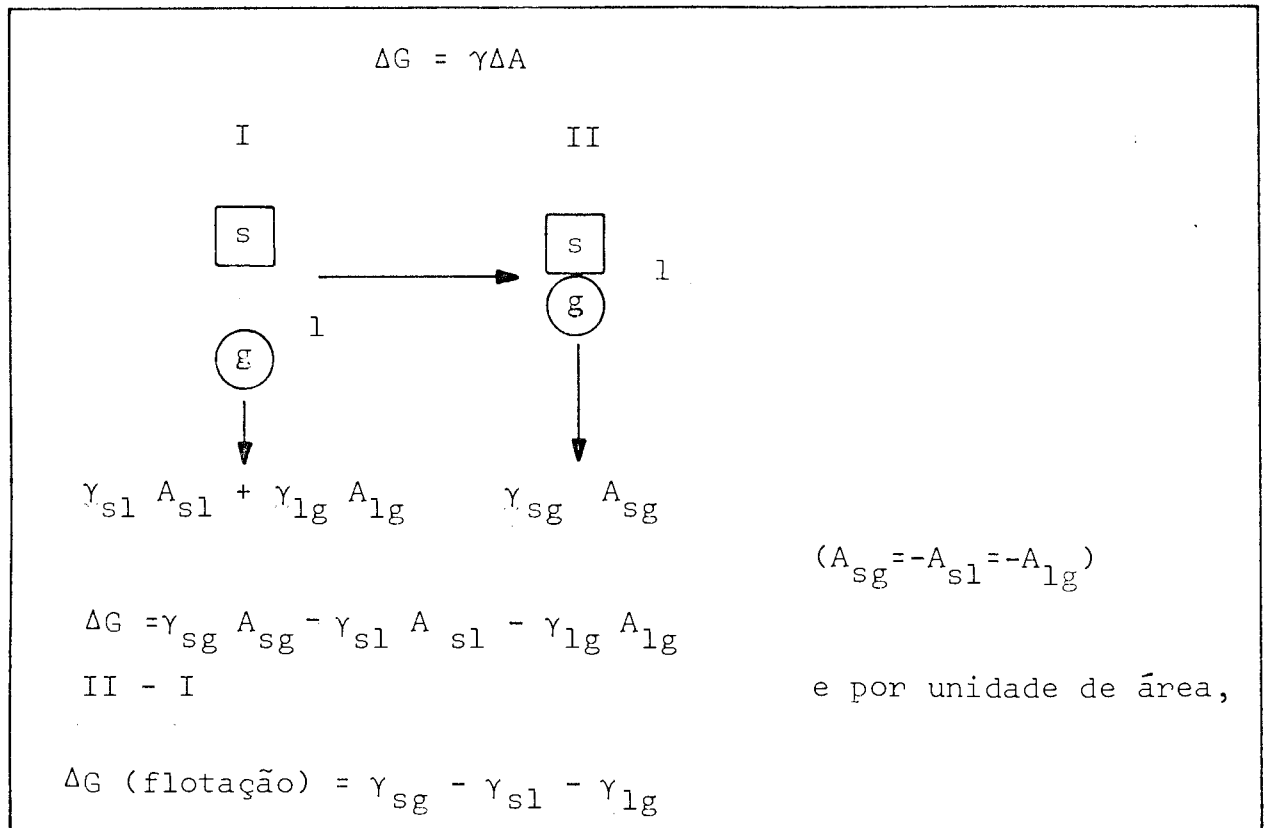 ΔG = γΔA
I II
s s
l
g
l
g
γsl Asl + γlg Alg γsg Asg
(Asg=-Asl=-Alg)
ΔG =γsg Asg - γsl A sl - γlg Alg
II - I e por unidade de área,
ΔG (flotação) = γsg - γsl - γlg